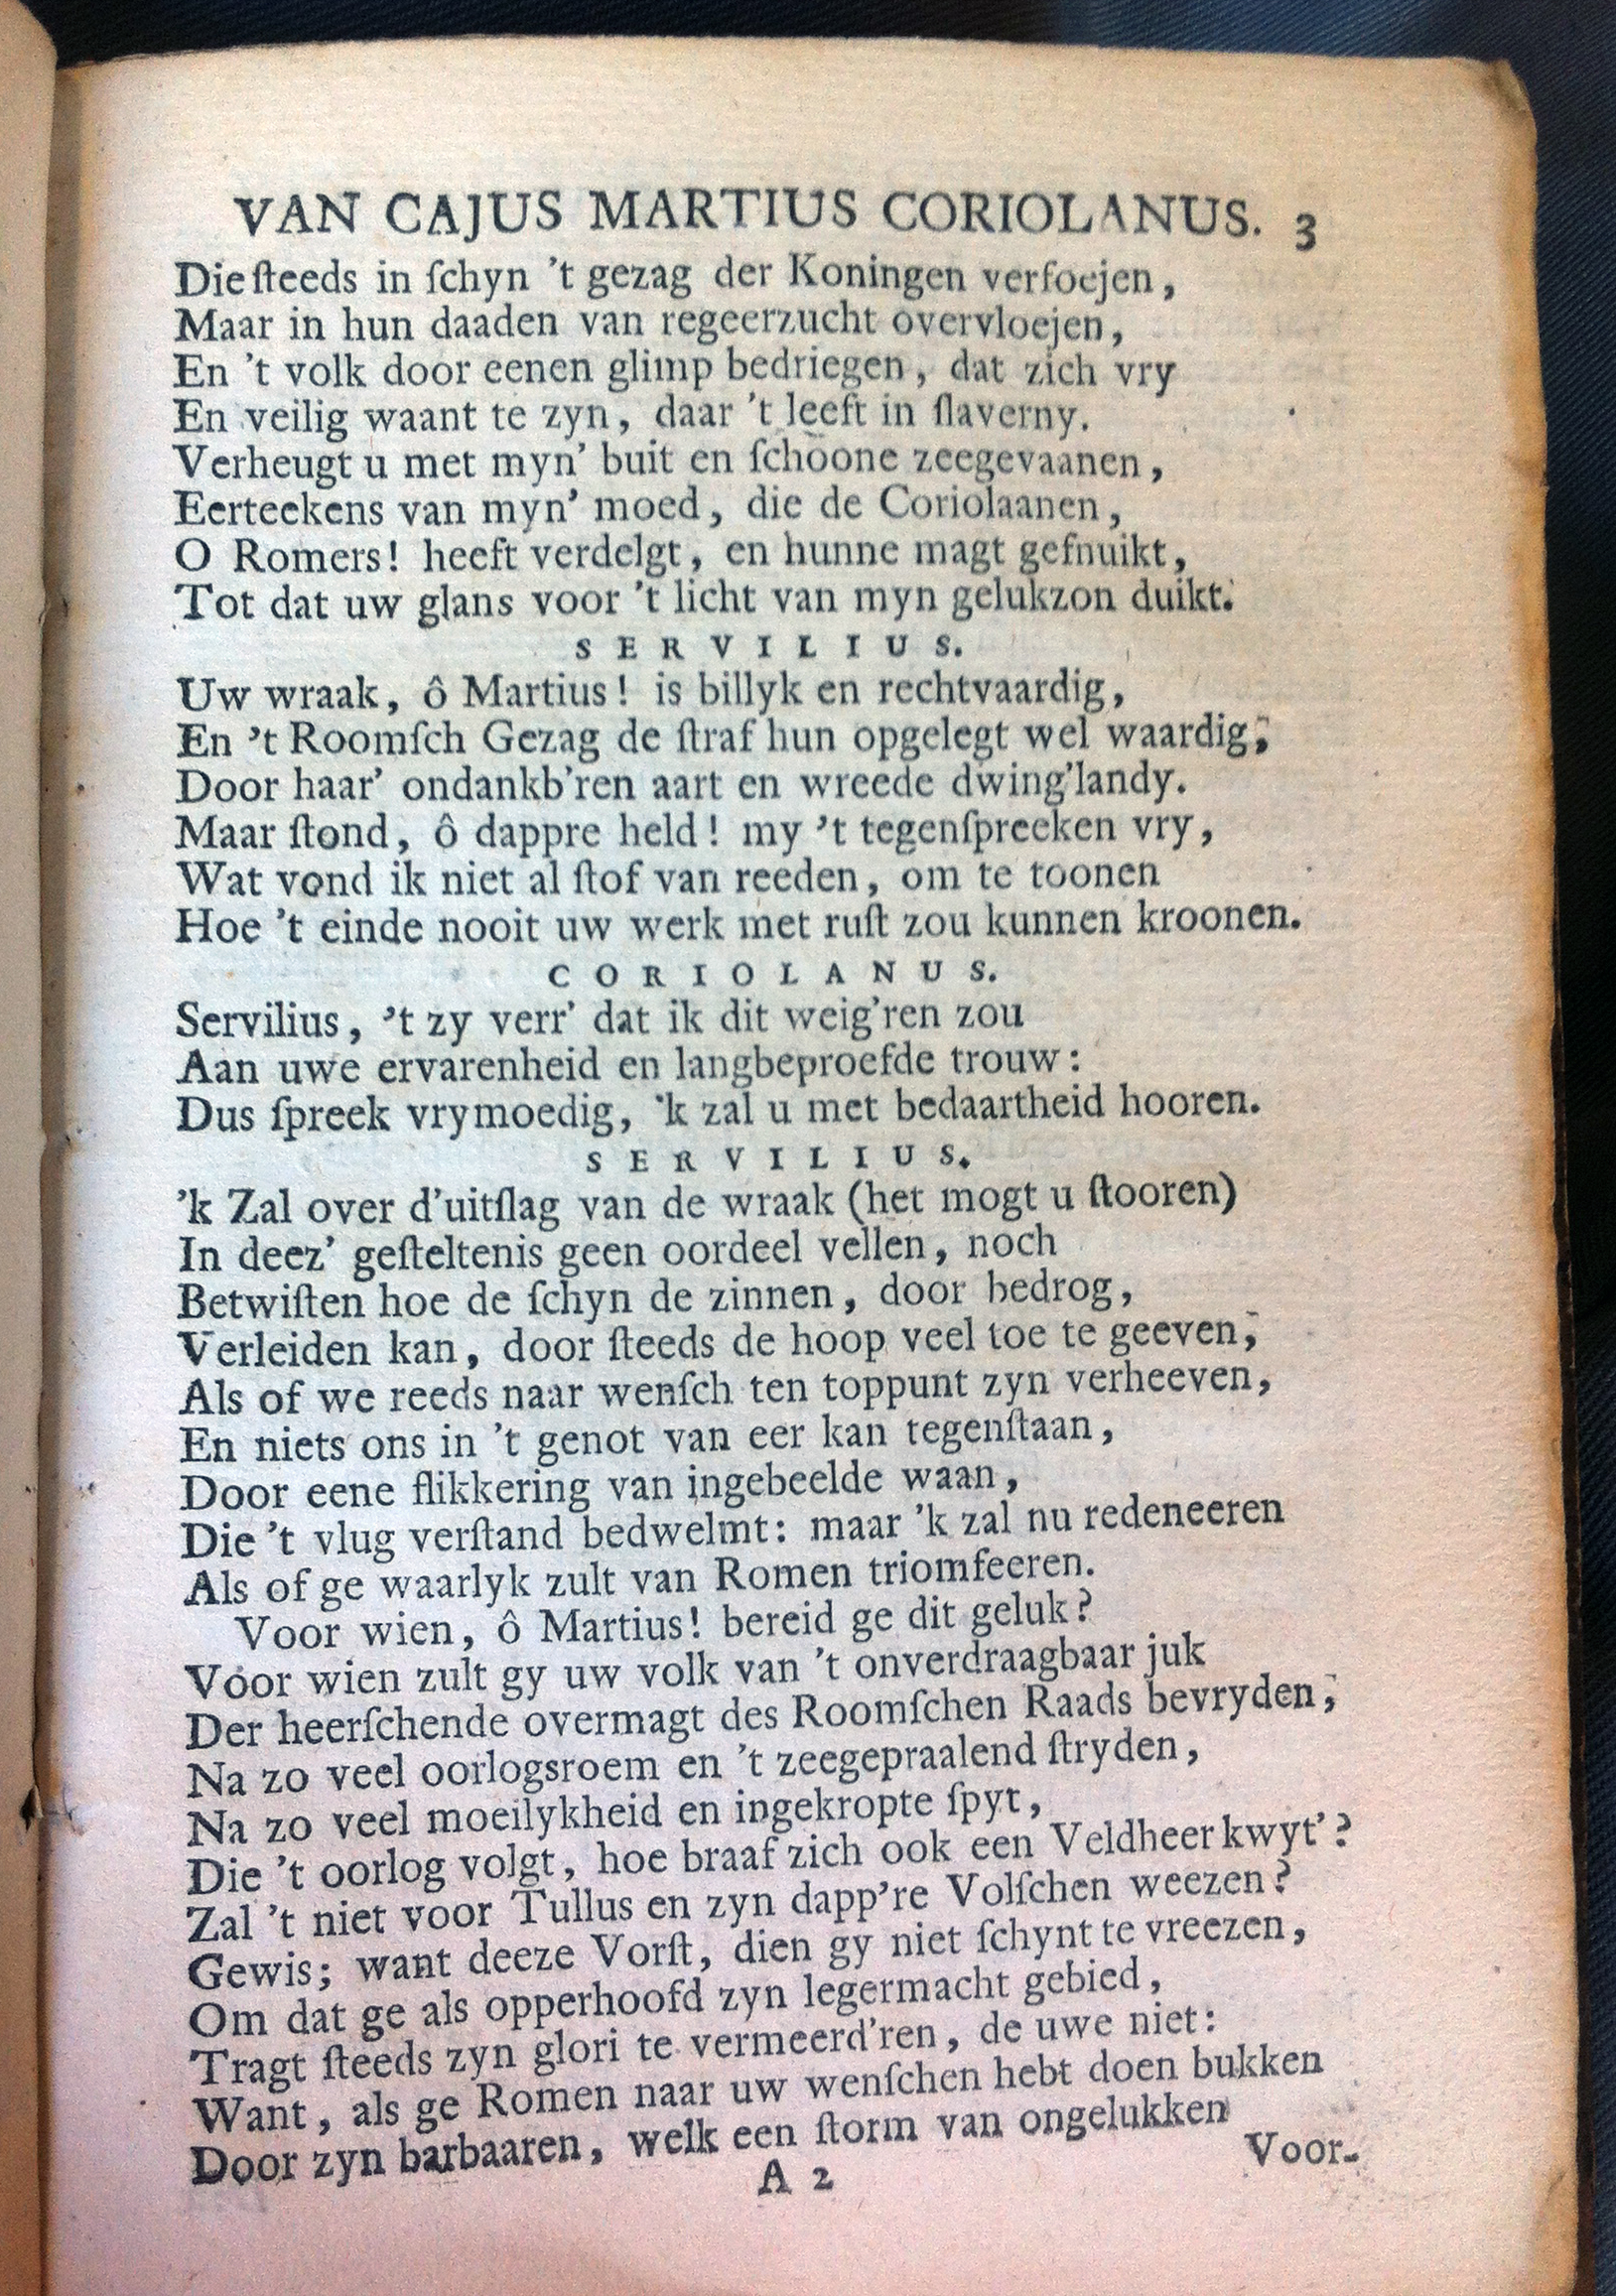 VAN CAJUS MARTIUS CORIOLANUS. 3
Die ſteeds in ſchyn 't gezag der Koningen verfoejen,
Maar in hun daaden van regeerzucht overvloejen,
En 't volk door eenen glimp bedriegen, dat zich vry
En veilig waant te zyn, daar 't leeft in ſlaverny.
Verheugt u met myn' buit en ſchoone zeegevaanen,
Eerteekens van myn' moed, die de Coriolaanen,
O Romers! heeft verdelgt, en hunne magt gefnuikt,
Tot dat uw glans voor 't licht van myn gelukzon duikt.
SERVILIUS.
Uw wraak, ô Martius! is billyk en rechtvaardig,
En 't Roomſch Gezag de ſtraf hun opgelegt wel waardig,
Door haar' ondankb'ren aart en wreede dwing'landy.
Maar ſtond, ô dappre held! my 't tegenſpreeken vry,
Wat vond ik niet al ſtof van reeden, om te toonen
Hoe 't einde nooit uw werk met ruſt zou kunnen kroonen.
CORIOLANUS.
Servilius, 't zy verr' dat ik dit weig'ren zou
Aan uwe ervarenheid en langbeproefde trouw:
Dus ſpreek vrymoedig, 'k zal u met bedaartheid hooren.
SERVILIUS.
'k Zal over d'uitſlag van de wraak (het mogt u ſtooren)
In deez' geſteltenis geen oordeel vellen, noch
Betwiſten hoe de ſchyn de zinnen, door bedrog,
Verleiden kan, door ſteeds de hoop veel toe te geeven,
Als of we reeds naar wenſch ten toppunt zyn verheeven,
En niets ons in 't genot van eer kan tegenſtaan,
Door eene flikkering van ingebeelde waan,
Die 't vlug verſtand bedwelmt: maar 'k zal nu redeneeren
Als of ge waarlyk zult van Romen triomfeeren.
Voor wien, ô Martius! bereid ge dit geluk?
Voor wien zult gy uw volk van 't onverdraagbaar juk
Der heerſchende overmagt des Roomſchen Raads bevryden,
Na zo veel oorlogsroem en 't zeegepraalend ſtryden,
Na zo veel moeilykheid en ingekropte ſpyt,
Die 't oorlog volgt, hoe braaf zich ook een Veldheer kwyt'?
Zal 't niet voor Tullus en zyn dapp're Volſchen weezen?
Gewis; want deeze Vorſt, dien gy niet ſchynt te vreezen,
Om dat ge als opperhoofd zyn legermacht gebied,
Tragt ſteeds zyn glori te vermeerd'ren, de uwe niet:
Want, als ge Romen naar uw wenſchen hebt doen bukken
Door zyn barbaaren, welk een ſtorm van ongelukken
A 2
Voor-